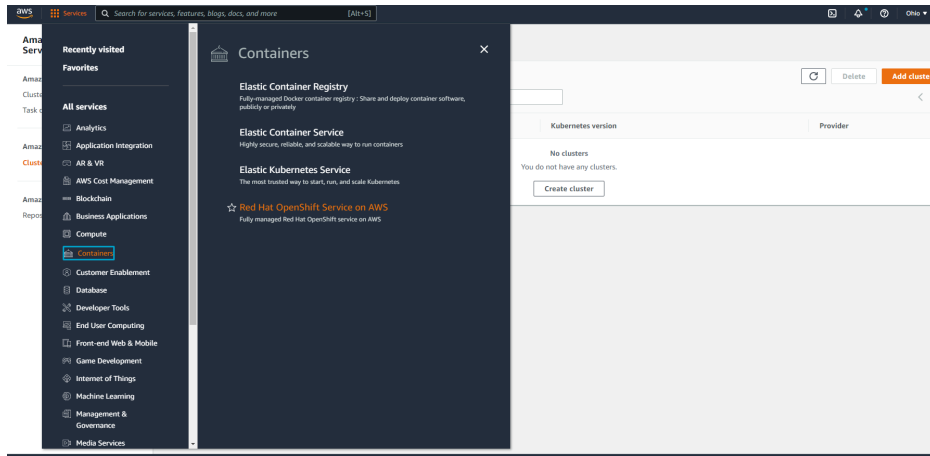 aws Services Search for services, features, blogs, docs, and more [Alt+S] Ohio
Ama
Serv
Amaz
Cluste
Task d
Amaz
Cluste
Amaz
Repos
Recently visited
Favorites
All services
Analytics
Application Integration
AR & VR
AWS Cost Management
Blockchain
Business Applications
Compute
Containers
Customer Enablement
Database
Developer Tools
End User Computing
Front-end Web & Mobile
Game Development
Internet of Things
Machine Learning
Management &
Governance
Media Services
Containers
Elastic Container Registry
Fully-managed Docker container registry : Share and deploy container software,
publicly or privately
Elastic Container Service
Highly secure, reliable, and scalable way to run containers
Elastic Kubernetes Service
The most trusted way to start, run, and scale Kubernetes
Red Hat OpenShift Service on AWS
Fully managed Red Hat OpenShift service on AWS
Delete Add cluste
Kubernetes version Provider
No clusters
You do not have any clusters.
Create cluster